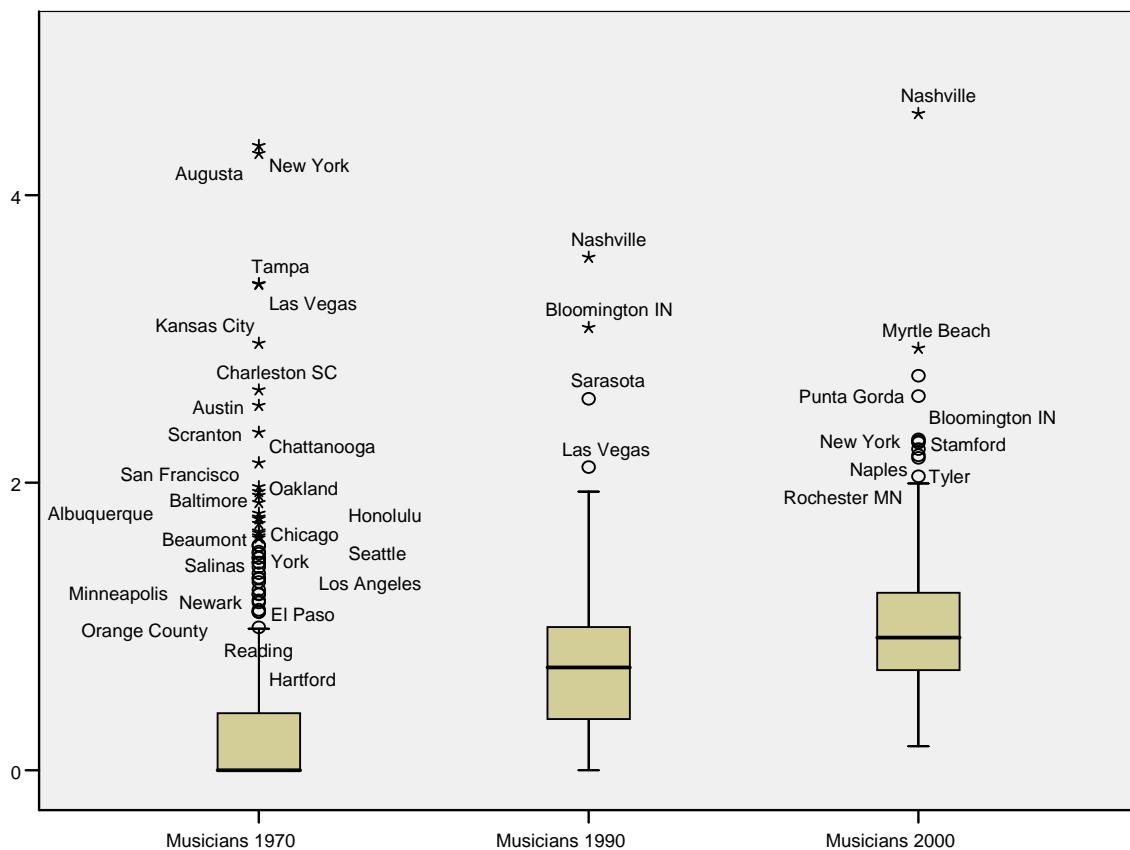 Nashville
New York
Augusta
4
Nashville
Tampa
Las Vegas
Bloomington IN
Kansas City
Myrtle Beach
Charleston SC
Sarasota
Punta Gorda
Austin
Bloomington IN
Scranton
New York
Stamford
Chattanooga
Las Vegas
San Francisco
Naples
Tyler
2
Oakland
Rochester MN
Baltimore
Albuquerque
Honolulu
Chicago
Beaumont
Seattle
York
Salinas
Los Angeles
Minneapolis
Newark
El Paso
Orange County
Reading
Hartford
0
Musicians 1970
Musicians 1990
Musicians 2000